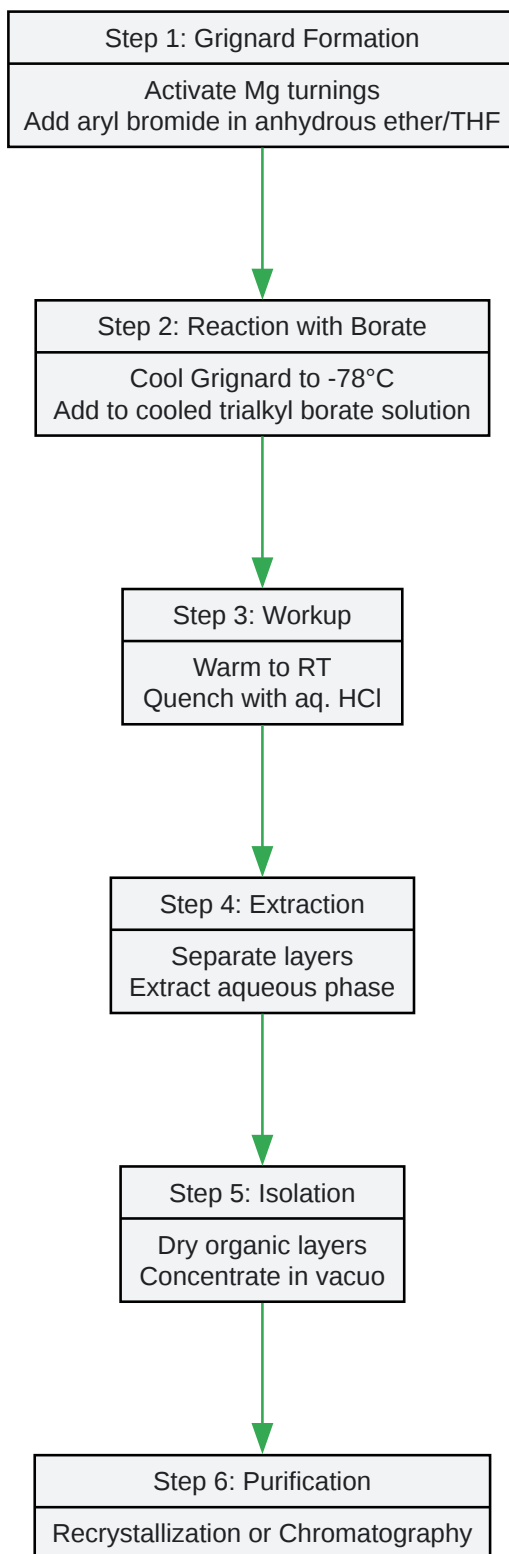 Step 1: Grignard Formation
Activate Mg turnings
Add aryl bromide in anhydrous ether/THF
Step 2: Reaction with Borate
Cool Grignard to -78°C
Add to cooled trialkyl borate solution
Step 3: Workup
Warm to RT
Quench with aq. HCl
Step 4: Extraction
Separate layers
Extract aqueous phase
Step 5: Isolation
Dry organic layers
Concentrate in vacuo
Step 6: Purification
Recrystallization or Chromatography